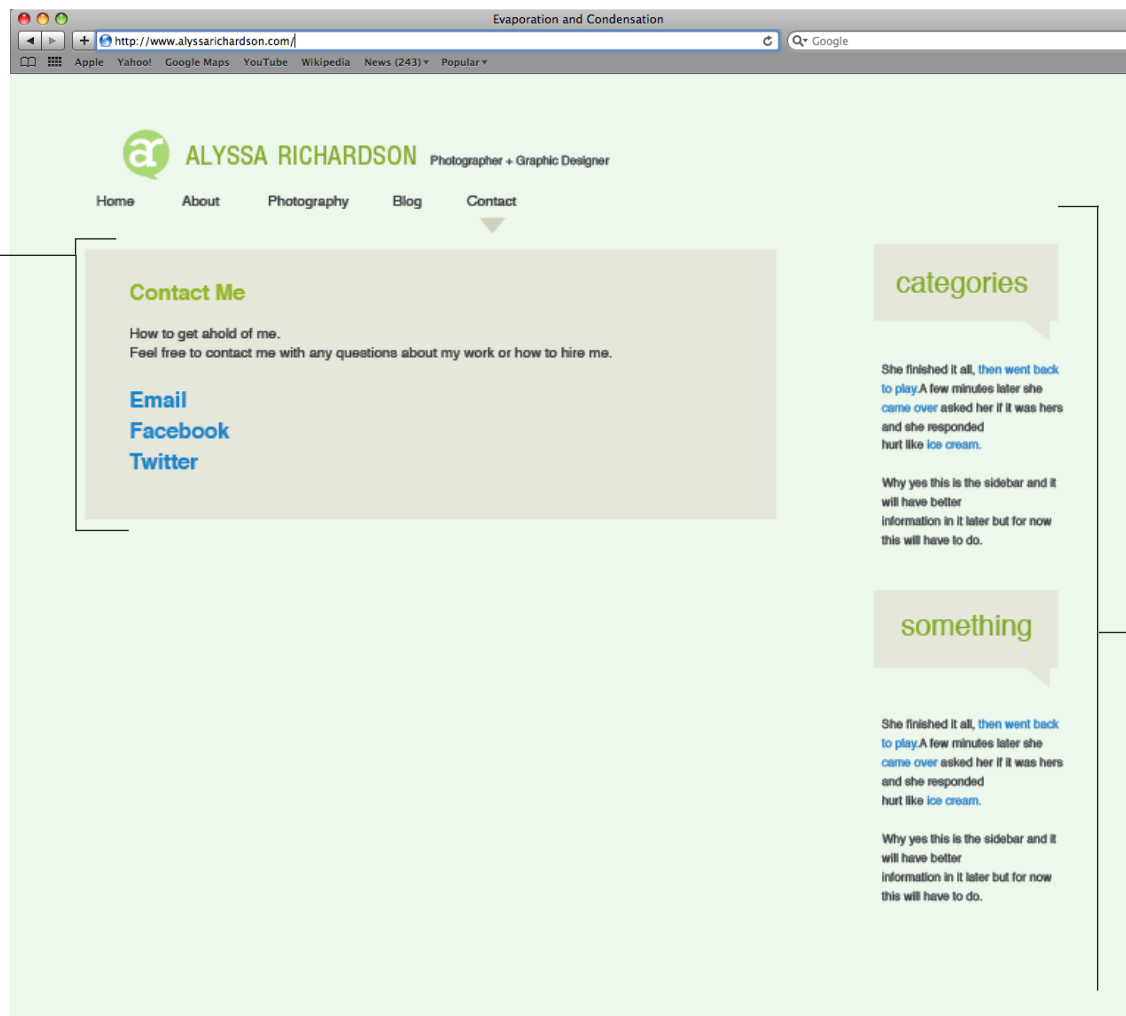 Evaporation and Condensation
http://www.alyssarichardson.com/
Google
Apple Yahoo! Google Maps YouTube Wikipedia News (243) Popular
ar ALYSSA RICHARDSON Photographer + Graphic Designer
Home About Photography Blog Contact
Contact Me
How to get ahold of me.
Feel free to contact me with any questions about my work or how to hire me.
Email
Facebook
Twitter
categories
She finished it all, then went back
to play.A few minutes later she
came over asked her if it was hers
and she responded
hurt like ice cream.
Why yes this is the sidebar and it
will have better
information in it later but for now
this will have to do.
something
She finished it all, then went back
to play.A few minutes later she
came over asked her if it was hers
and she responded
hurt like ice cream.
Why yes this is the sidebar and it
will have better
information in it later but for now
this will have to do.